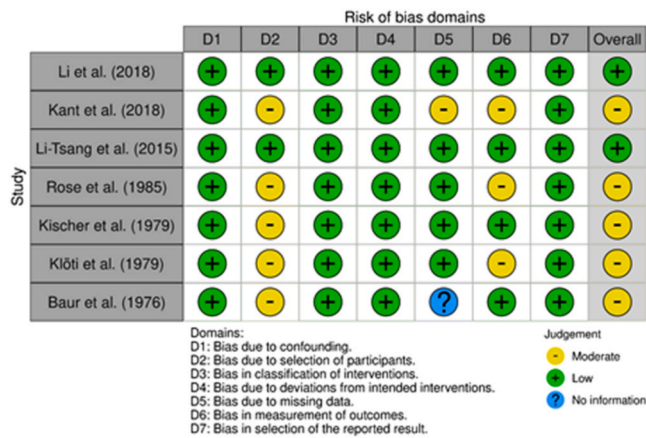 Risk of bias domains
D1 D2 D3 D4 D5 D6 D7 Overall
Study
Li et al. (2018) + + + + + + + +
Kant et al. (2018) + - + + - - + -
Li-Tsang et al. (2015) + + + + + + + +
Rose et al. (1985) + - + + + - + -
Kischer et al. (1979) + - + + + + + -
Klöti et al. (1979) + - + + + - + -
Baur et al. (1976) + - + + ? + + -
Domains:
D1: Bias due to confounding.
D2: Bias due to selection of participants.
D3: Bias in classification of interventions.
D4: Bias due to deviations from intended interventions.
D5: Bias due to missing data.
D6: Bias in measurement of outcomes.
D7: Bias in selection of the reported result.
Judgement
- Moderate
+ Low
? No information